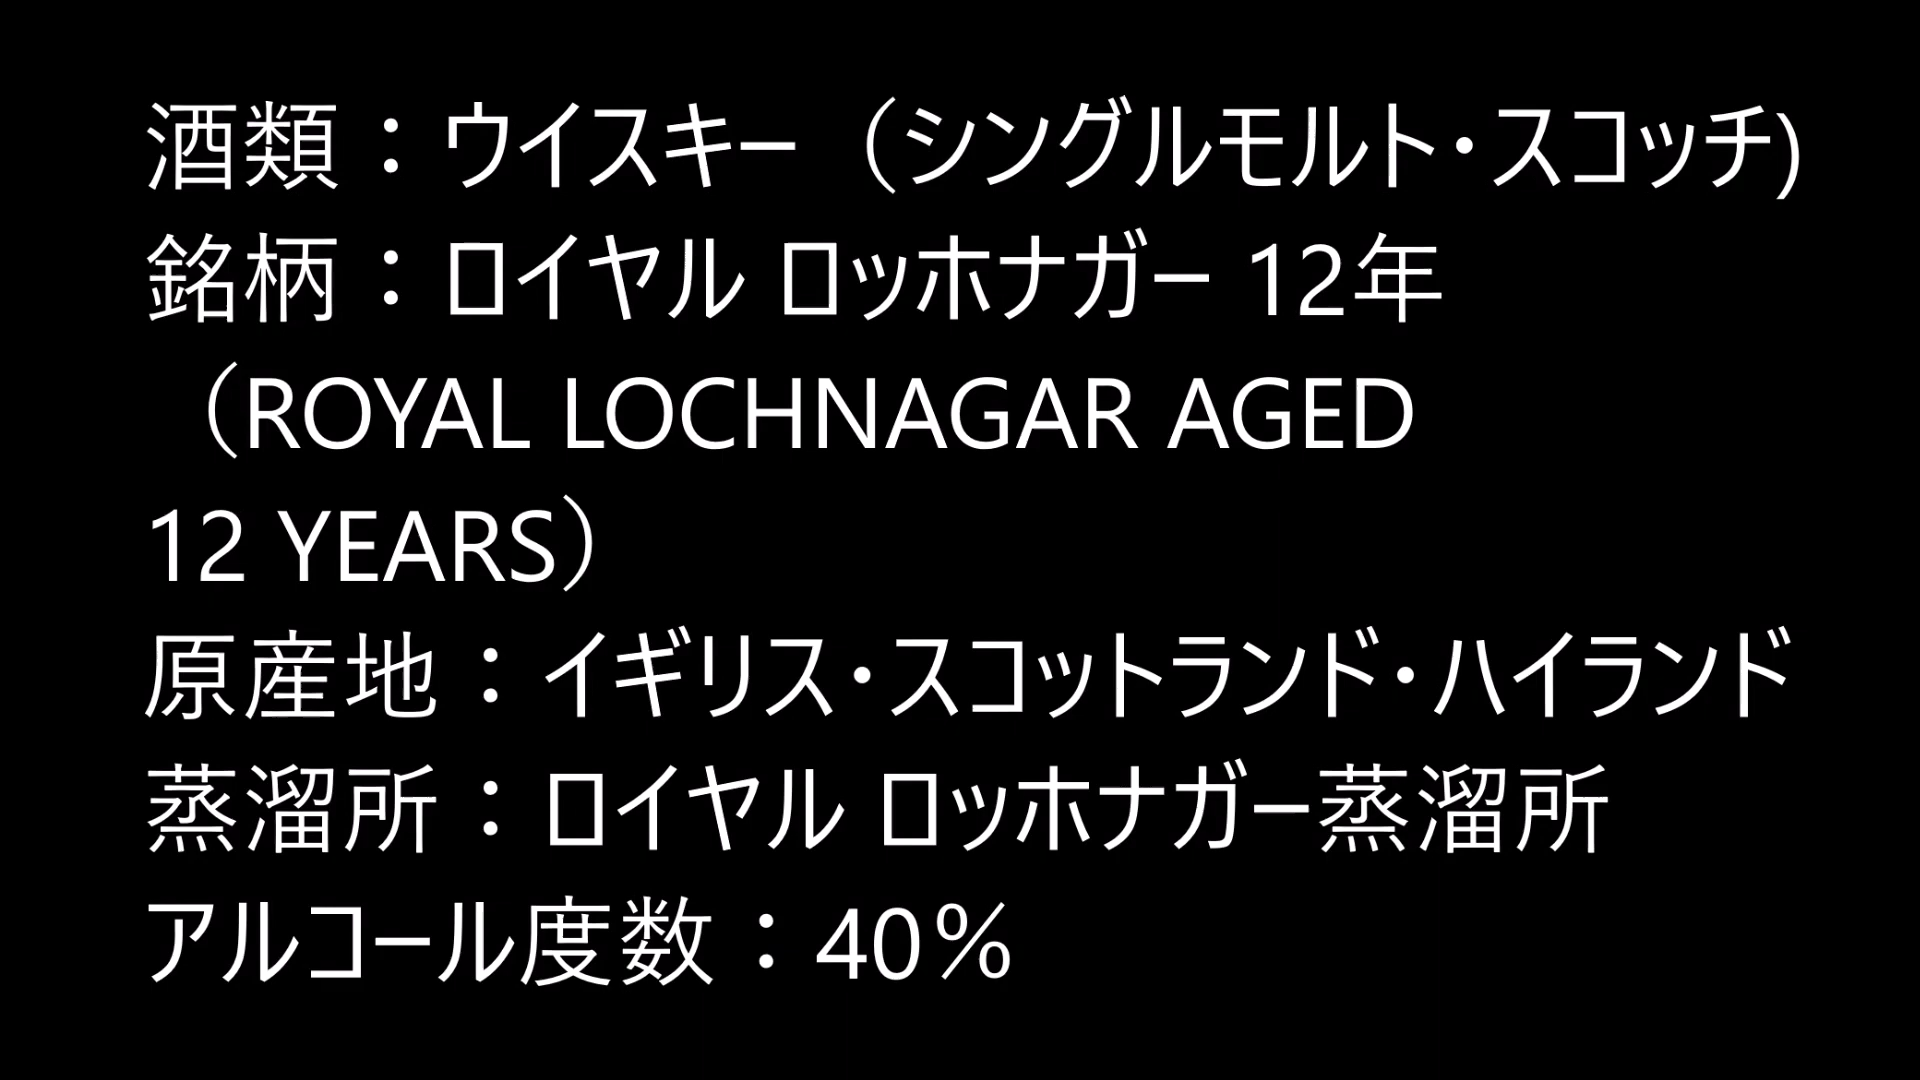 酒類：ウイスキー（シングルモルト・スコッチ)
銘柄：ロイヤル ロッホナガー 12年
（ROYAL LOCHNAGAR AGED
12 YEARS）
原産地：イギリス・スコットランド・ハイランド
蒸溜所：ロイヤル ロッホナガー蒸溜所
アルコール度数：40％